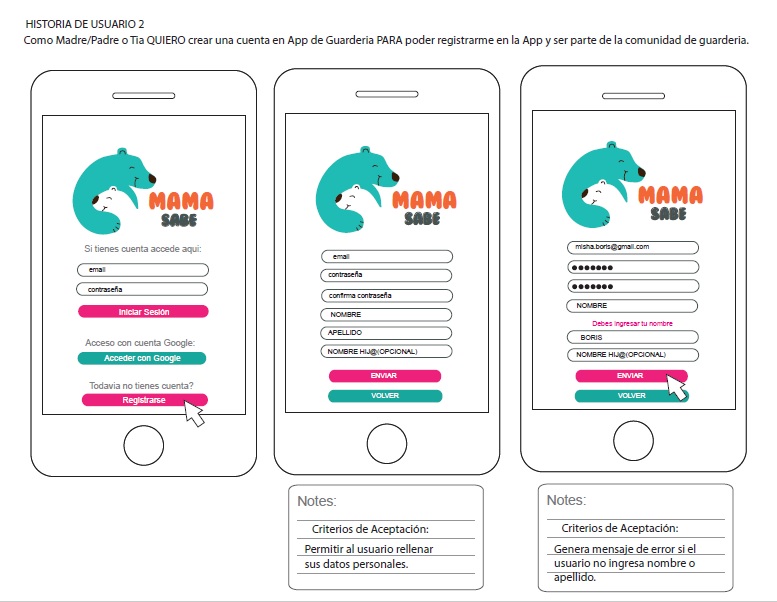 HISTORIA DE USUARIO 2
Como Madre/Padre o Tia QUIERO crear una cuenta en App de Guarderia PARA poder registrarme en la App y ser parte de la comunidad de guarderia.
MAMA
SABE
Si tienes cuenta accede aqui:
email
contraseña
Iniciar Sesión
Acceso con cuenta Google:
Acceder con Google
Todavia no tienes cuenta?
Registrarse
MAMA
SABE
email
contraseña
confirma contraseña
NOMBRE
APELLIDO
NOMBRE HIJ@(OPCIONAL)
ENVIAR
VOLVER
MAMA
SABE
misha.boris@gmail.com
NOMBRE
Debes ingresar tu nombre
BORIS
NOMBRE HIJ@(OPCIONAL)
ENVIAR
VOLVER
Notes:
Criterios de Aceptación:
Permitir al usuario rellenar
sus datos personales.
Notes:
Criterios de Aceptación:
Genera mensaje de error si el
usuario no ingresa nombre o
apellido.